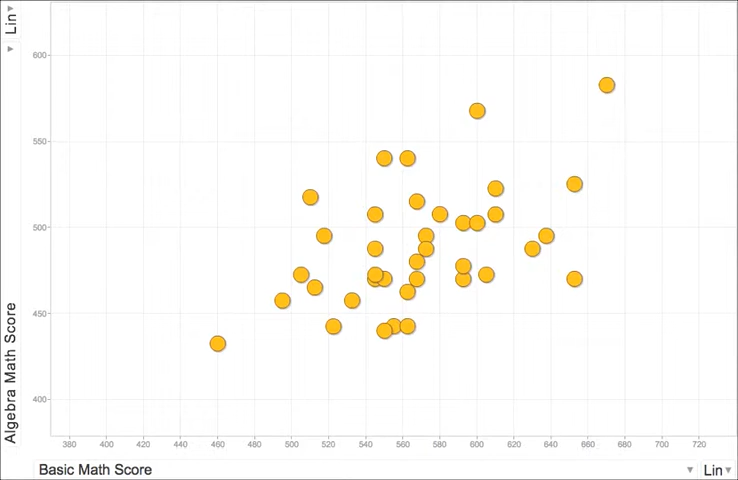 Lin
Algebra Math Score
600
550
500
450
400
380 400 420 440 460 480 500 520 540 560 580 600 620 640 660 680 700 720
Basic Math Score
Lin